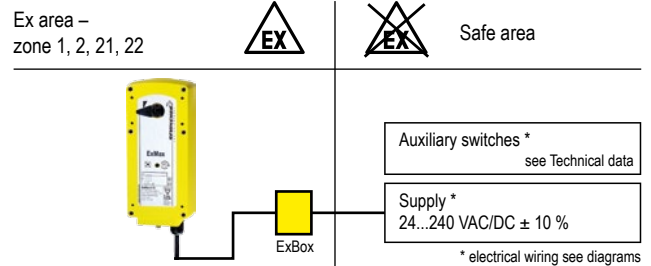 Ex area –
zone 1, 2, 21, 22
EX
EX
Safe area
ExMax
ExBox
Auxiliary switches *
see Technical data
Supply *
24...240 VAC/DC ± 10 %
* electrical wiring see diagrams